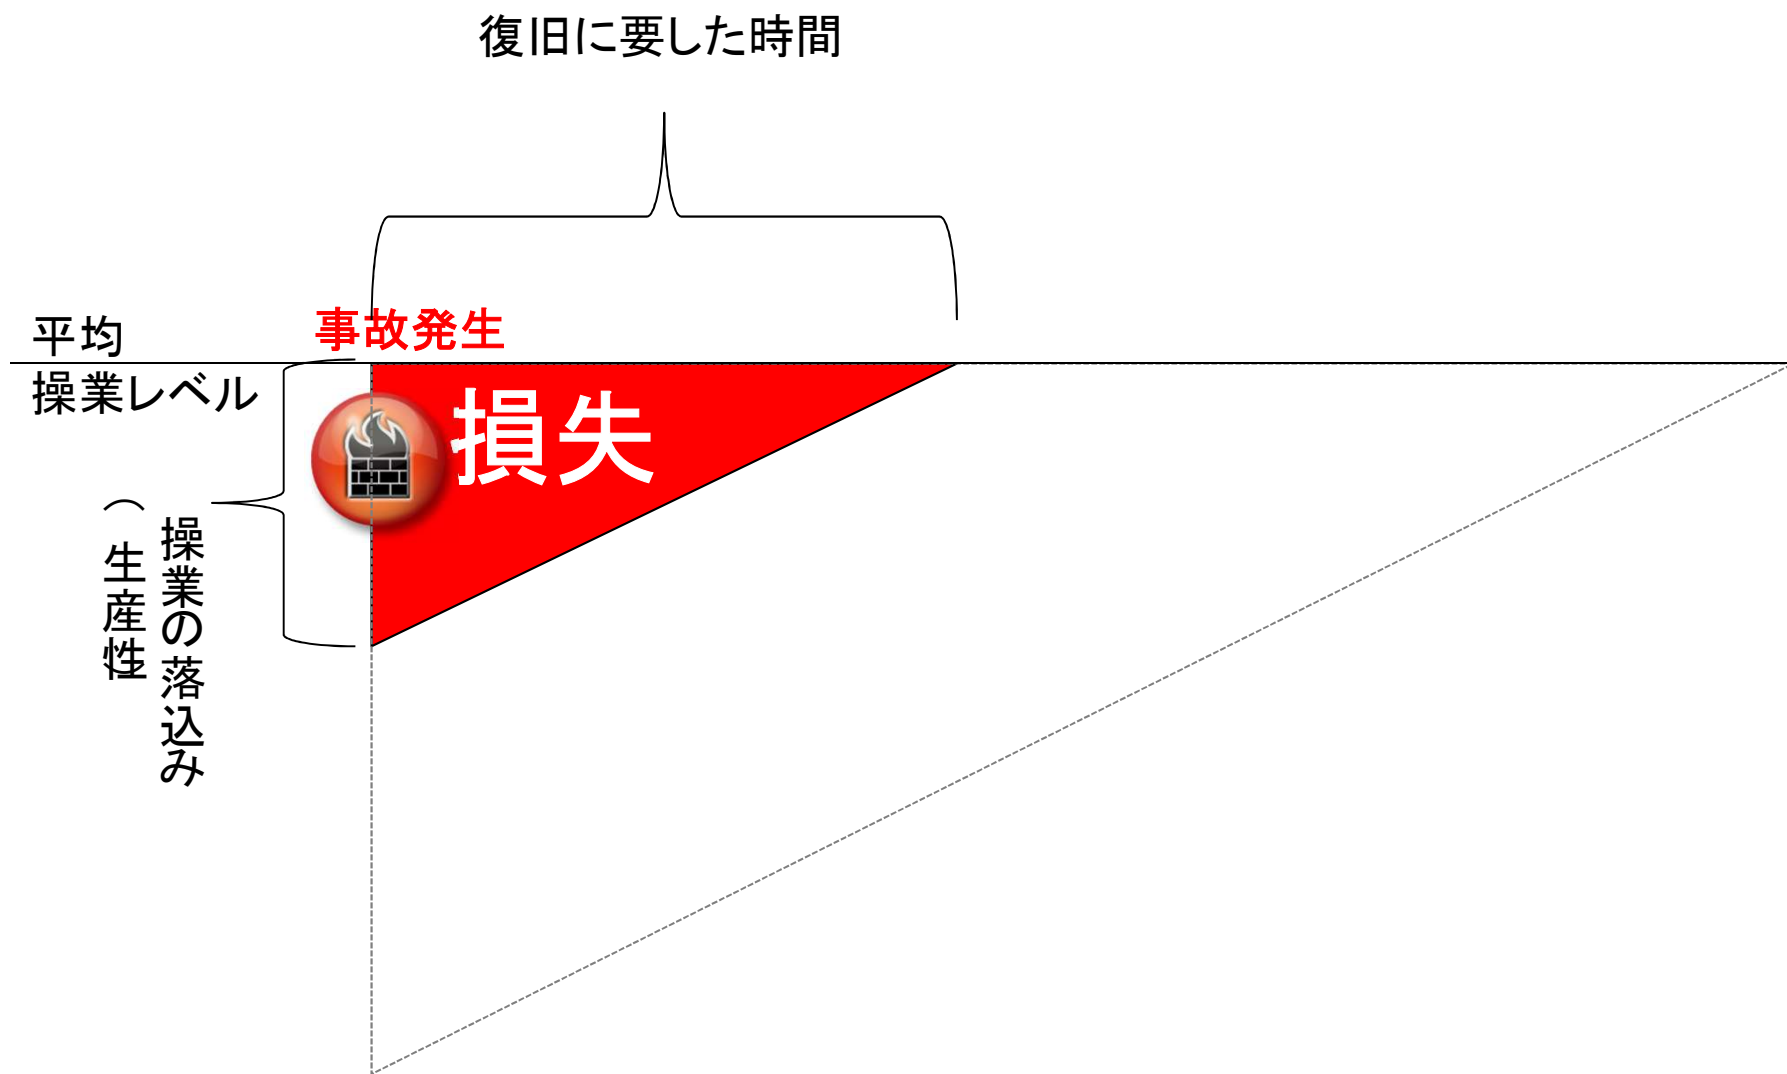 復旧に要した時間
平均
事故発生
操業レベル
損失
操業の落込み
（生産性）